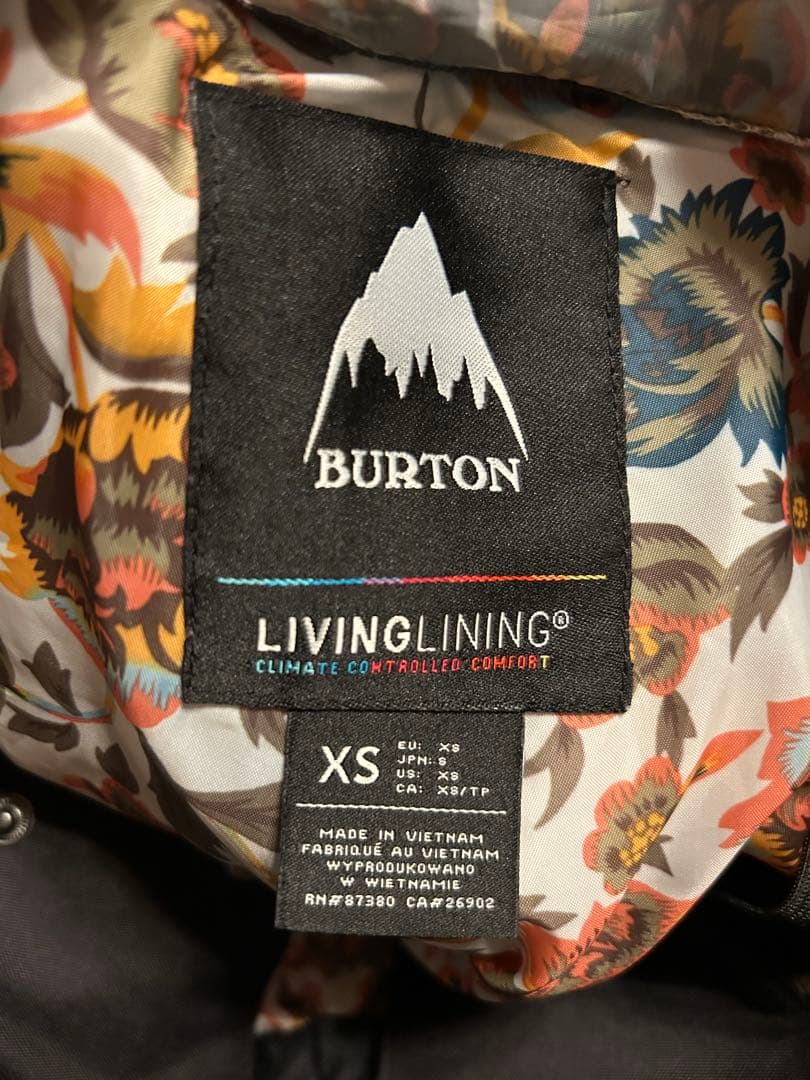 BURTON
LIVINGLINING®
CLIMATE CONTROLLED COMFORT
XS
EU: XS
JPN: S
US: XS
CA: XS/TP
MADE IN VIETNAM
FABRIQUÉ AU VIETNAM
WYPRODUKOWANO
W WIETNAMIE
RN#87380 CA#26902